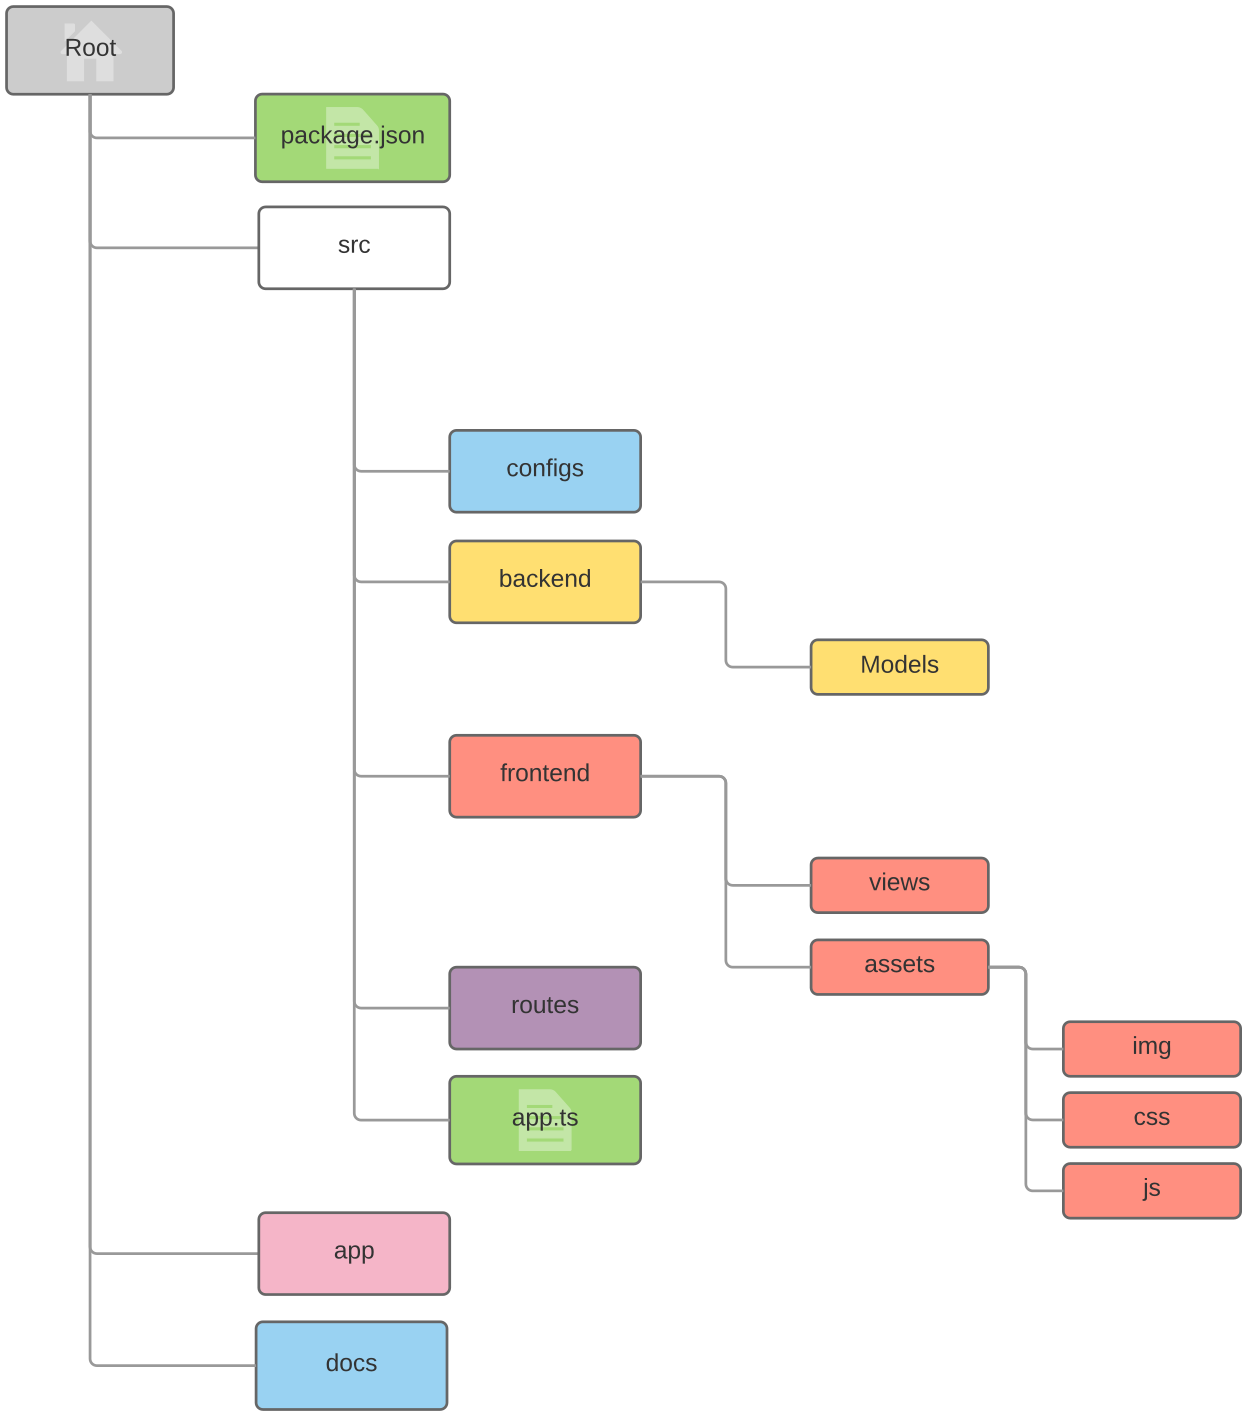 Root
package.json
src
configs
backend
Models
frontend
views
assets
routes
img
css
app.ts
js
app
docs